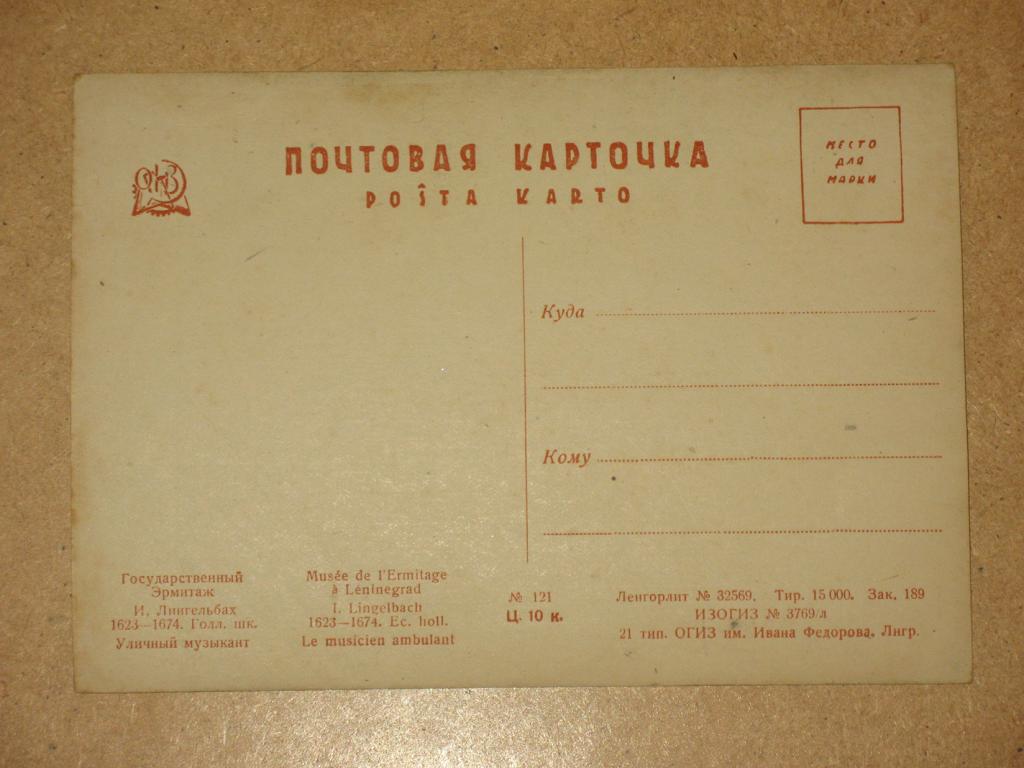 ПОЧТОВАЯ КАРТОЧКА
POŜTA KARTO
МЕСТО
ДЛЯ
МАРКИ
Куда
Кому
Государственный
Эрмитаж
И. Лингельбах
1623—1674. Голл. шк.
Уличный музыкант
Musée de l'Ermitage
à Léninegrad
I. Lingelbach
1623—1674. Ec. holl.
Le musicien ambulant
№ 121
Ц. 10 к.
Ленгорлит № 32569. Тир. 15 000. Зак. 189
ИЗОГИЗ № 3769/л
21 тип. ОГИЗ им. Ивана Федорова, Лнгр.